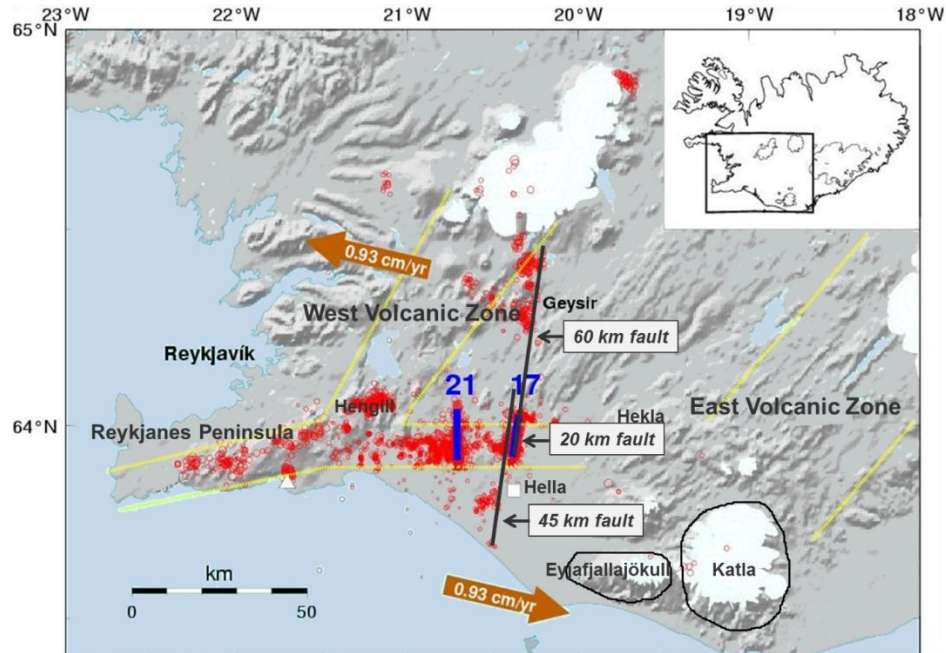 23°W 22°W 21°W 20°W 19°W 18°W
65°N
0.93 cm/yr
Geysir
West Volcanic Zone
60 km fault
Reykjavík
21 17
Hengill
Hekla
East Volcanic Zone
64°N
Reykjanes Peninsula
20 km fault
Hella
45 km fault
km
0 50
Eyjafjallajökull
Katla
0.93 cm/yr